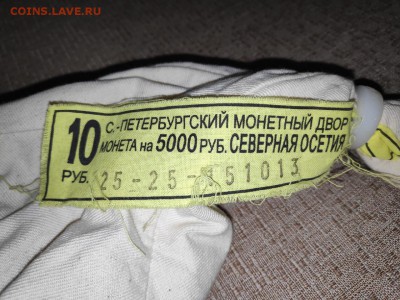 COINS.LAVE.RU
10
РУБ.
С.-ПЕТЕРБУРГСКИЙ МОНЕТНЫЙ ДВОР
МОНЕТА на 5000 РУБ. СЕВЕРНАЯ ОСЕТИЯ
25-25-151013